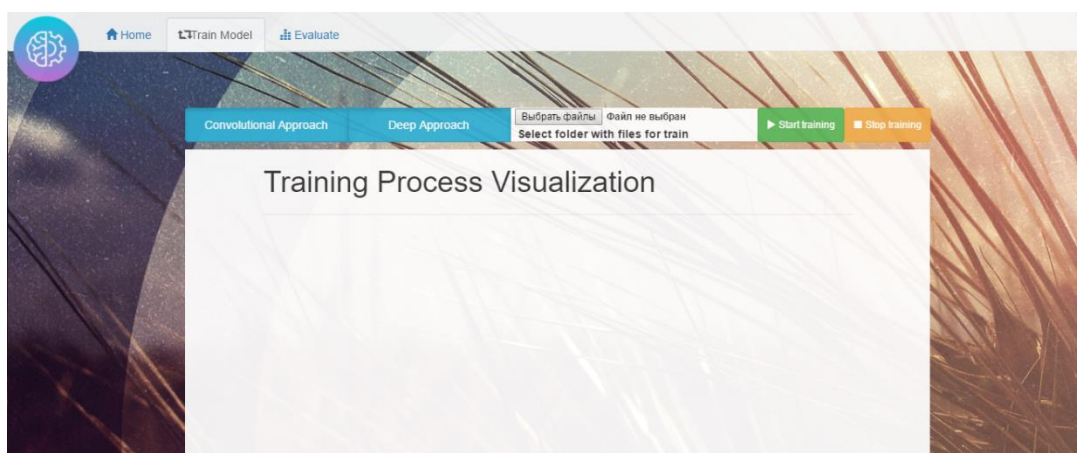 Home Train Model Evaluate
Convolutional Approach Deep Approach Выбрать файлы Файл не выбран Start training Stop training
Select folder with files for train
Training Process Visualization